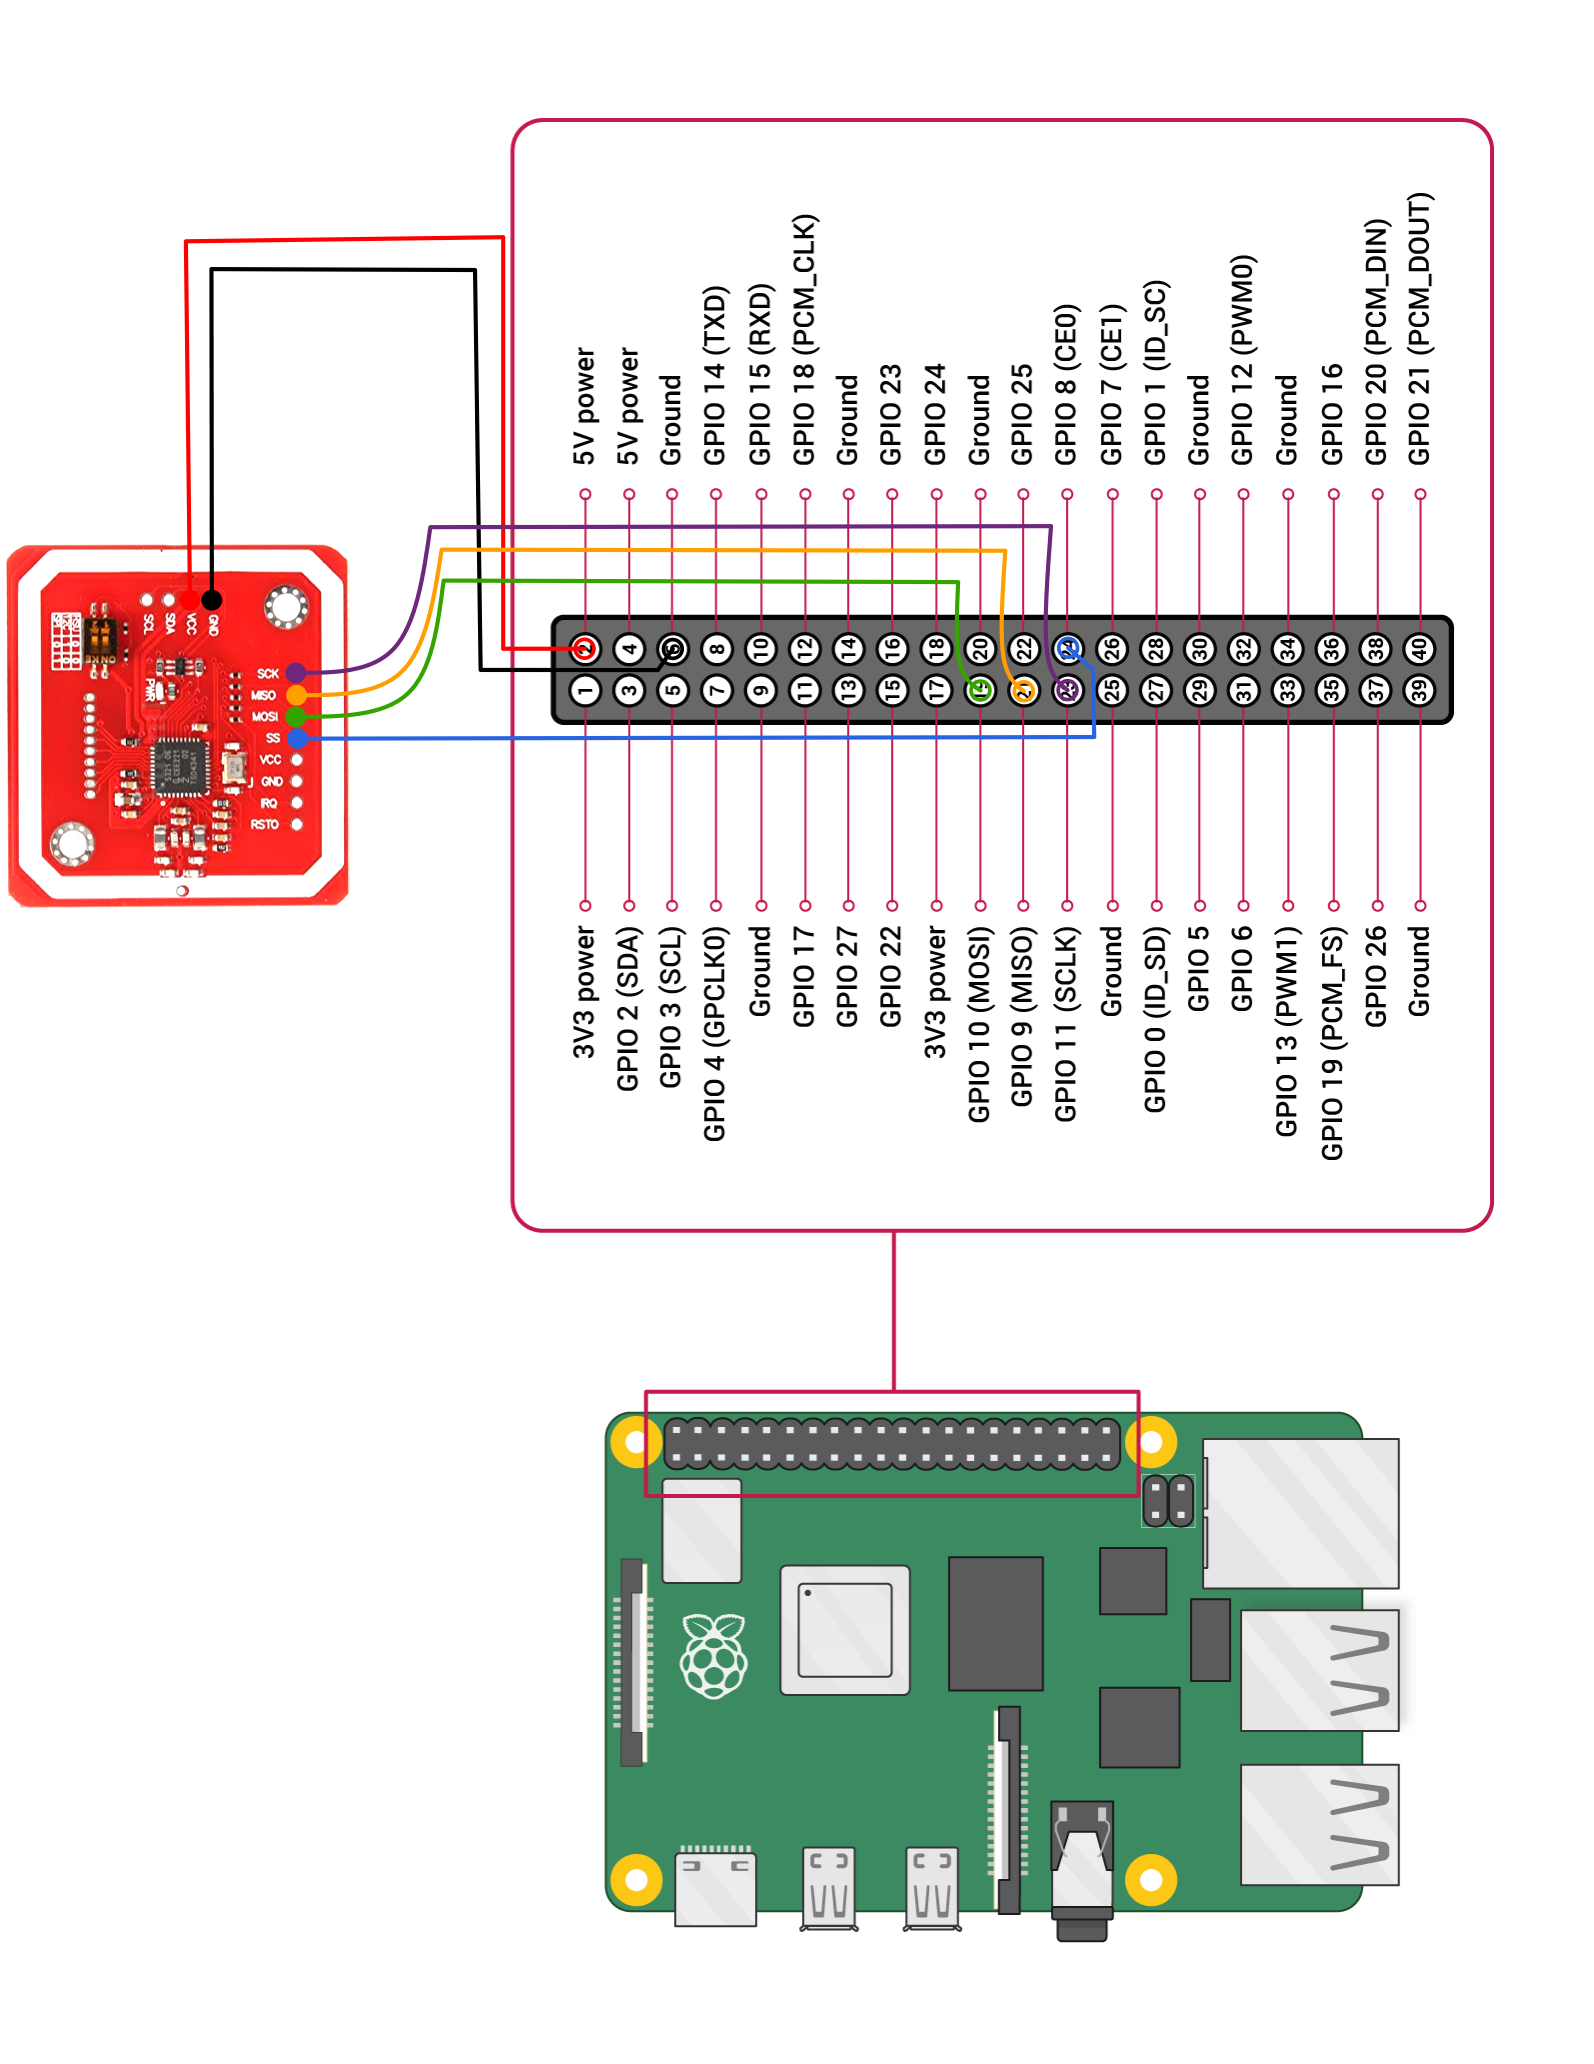 5V power
5V power
Ground
GPIO 14 (TXD)
GPIO 15 (RXD)
GPIO 18 (PCM_CLK)
Ground
GPIO 23
GPIO 24
Ground
GPIO 25
GPIO 8 (CE0)
GPIO 7 (CE1)
GPIO 1 (ID_SC)
Ground
GPIO 12 (PWM0)
Ground
GPIO 16
GPIO 20 (PCM_DIN)
GPIO 21 (PCM_DOUT)
SCL
SDA
VCC
GND
PWR
SCK
MISO
MOSI
SS
VCC
GND
IRQ
RSTO
2 4 6 8 10 12 14 16 18 20 22 24 26 28 30 32 34 36 38 40
1 3 5 7 9 11 13 15 17 19 21 23 25 27 29 31 33 35 37 39
3V3 power
GPIO 2 (SDA)
GPIO 3 (SCL)
GPIO 4 (GPCLK0)
Ground
GPIO 17
GPIO 27
GPIO 22
3V3 power
GPIO 10 (MOSI)
GPIO 9 (MISO)
GPIO 11 (SCLK)
Ground
GPIO 0 (ID_SD)
GPIO 5
GPIO 6
GPIO 13 (PWM1)
GPIO 19 (PCM_FS)
GPIO 26
Ground